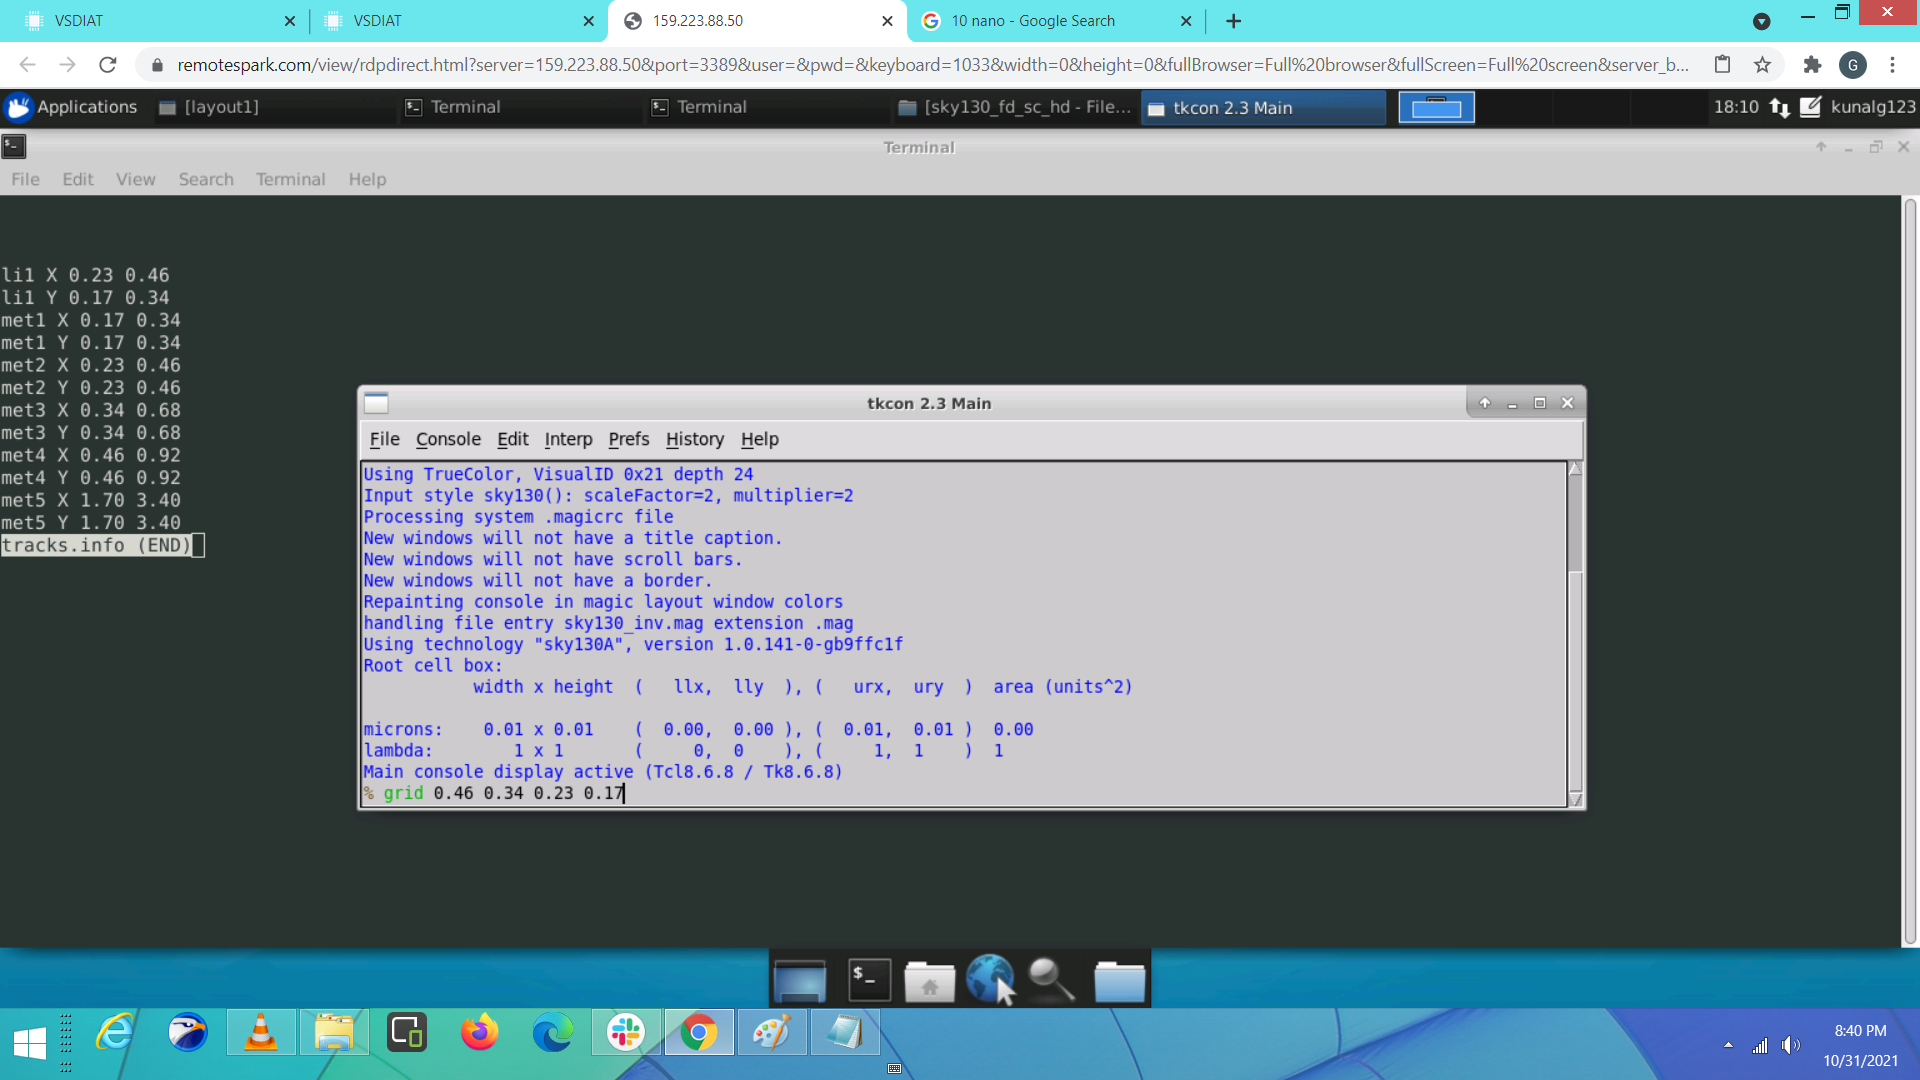 VSDIAT
VSDIAT
159.223.88.50
10 nano - Google Search
remotespark.com/view/rdpdirect.html?server=159.223.88.50&port=3389&user=&pwd=&keyboard=1033&width=0&height=0&fullBrowser=Full%20browser&fullScreen=Full%20screen&server_b...
G
Applications
[layout1]
Terminal
Terminal
[sky130_fd_sc_hd - File...
tkcon 2.3 Main
18:10
kunalg123
Terminal
File Edit View Search Terminal Help
li1 X 0.23 0.46
li1 Y 0.17 0.34
met1 X 0.17 0.34
met1 Y 0.17 0.34
met2 X 0.23 0.46
met2 Y 0.23 0.46
met3 X 0.34 0.68
met3 Y 0.34 0.68
met4 X 0.46 0.92
met4 Y 0.46 0.92
met5 X 1.70 3.40
met5 Y 1.70 3.40
tracks.info (END)
tkcon 2.3 Main
File Console Edit Interp Prefs History Help
Using TrueColor, VisualID 0x21 depth 24
Input style sky130(): scaleFactor=2, multiplier=2
Processing system .magicrc file
New windows will not have a title caption.
New windows will not have scroll bars.
New windows will not have a border.
Repainting console in magic layout window colors
handling file entry sky130_inv.mag extension .mag
Using technology "sky130A", version 1.0.141-0-gb9ffc1f
Root cell box:
width x height ( llx, lly ), ( urx, ury ) area (units^2)
microns: 0.01 x 0.01 ( 0.00, 0.00 ), ( 0.01, 0.01 ) 0.00
lambda: 1 x 1 ( 0, 0 ), ( 1, 1 ) 1
Main console display active (Tcl8.6.8 / Tk8.6.8)
% grid 0.46 0.34 0.23 0.17
8:40 PM
10/31/2021